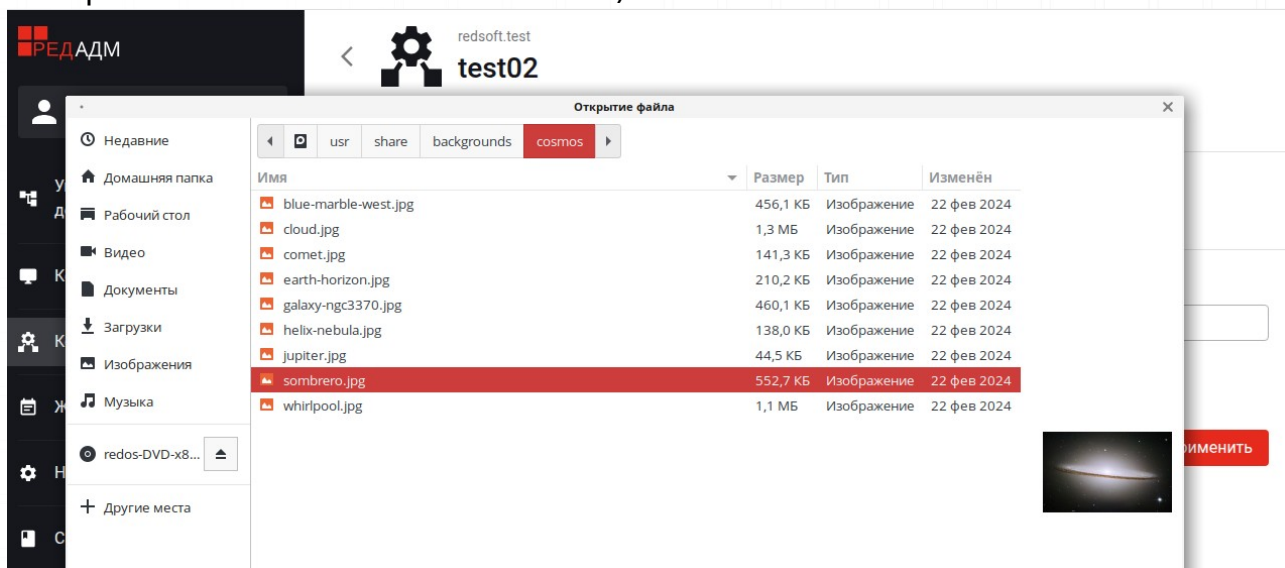 РЕДАДМ
redsoft.test
test02
Открытие файла
Недавние
usr share backgrounds cosmos
Домашняя папка
Имя Размер Тип Изменён
blue-marble-west.jpg 456,1 КБ Изображение 22 фев 2024
Рабочий стол
cloud.jpg 1,3 МБ Изображение 22 фев 2024
Видео
comet.jpg 141,3 КБ Изображение 22 фев 2024
earth-horizon.jpg 210,2 КБ Изображение 22 фев 2024
Документы
galaxy-ngc3370.jpg 460,1 КБ Изображение 22 фев 2024
Загрузки
helix-nebula.jpg 138,0 КБ Изображение 22 фев 2024
jupiter.jpg 44,5 КБ Изображение 22 фев 2024
Изображения
sombrero.jpg 552,7 КБ Изображение 22 фев 2024
Музыка
whirlpool.jpg 1,1 МБ Изображение 22 фев 2024
redos-DVD-x8...
Другие места